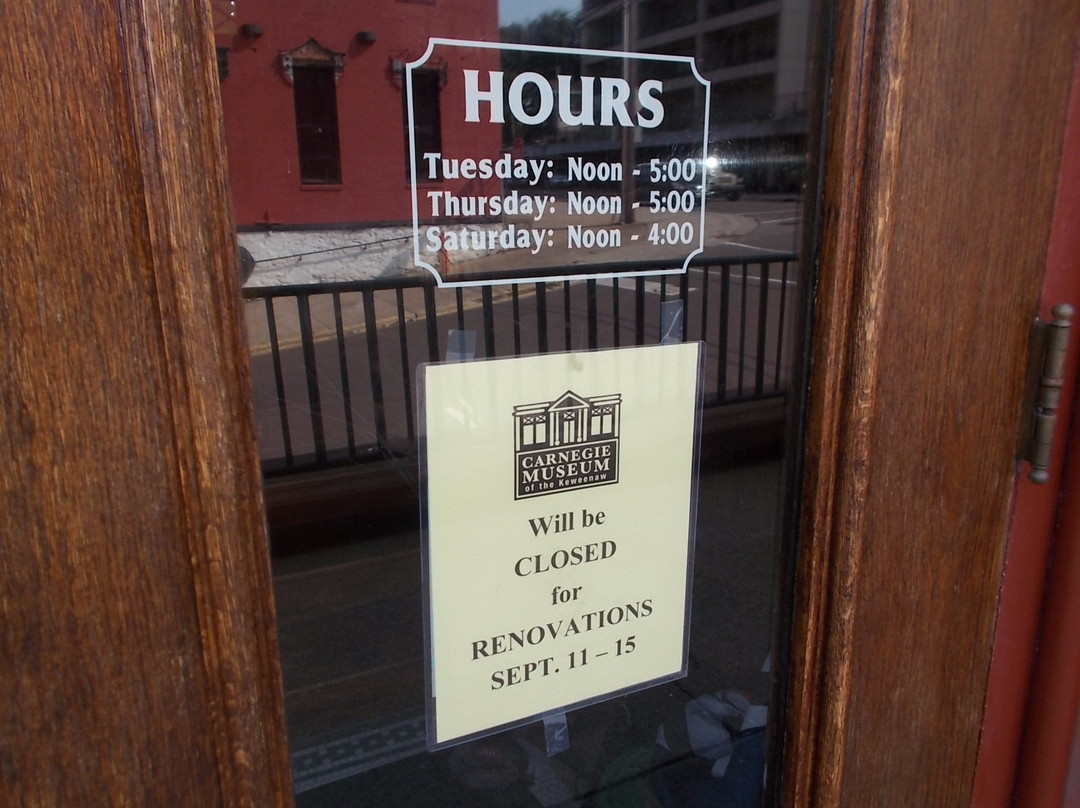 HOURS
Tuesday: Noon - 5:00
Thursday: Noon - 5:00
Saturday: Noon - 4:00
CARNEGIE
MUSEUM
of the Keweenaw
Will be
CLOSED
for
RENOVATIONS
SEPT. 11 – 15